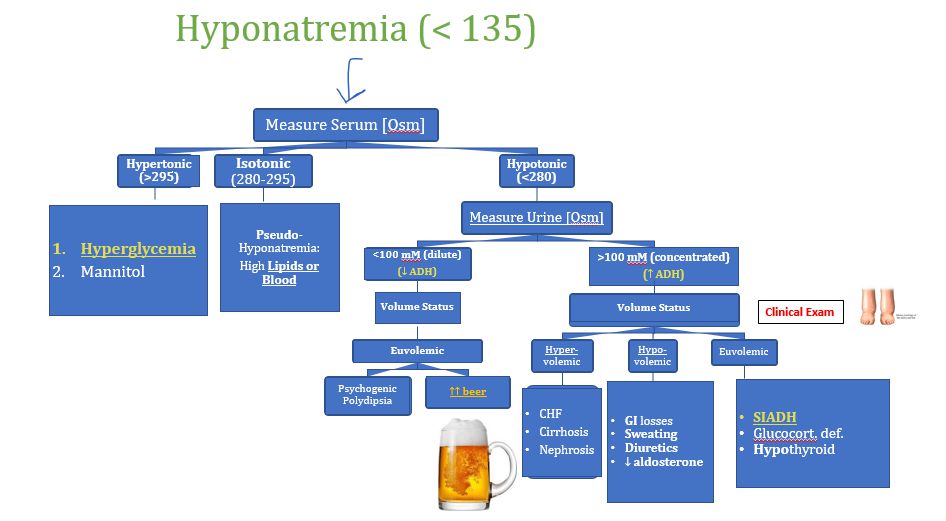 Hyponatremia (< 135)
Measure Serum [Osm]
Hypertonic
(>295)
Isotonic
(280-295)
Hypotonic
(<280)
1. Hyperglycemia
2. Mannitol
Pseudo-
Hyponatremia:
High Lipids or
Blood
Measure Urine [Osm]
<100 mM (dilute)
(↓ ADH)
>100 mM (concentrated)
(↑ ADH)
Volume Status
Volume Status
Clinical Exam
Euvolemic
Hyper-
volemic
Hypo-
volemic
Euvolemic
Psychogenic
Polydipsia
↑↑ beer
• CHF
• Cirrhosis
• Nephrosis
• GI losses
• Sweating
• Diuretics
• ↓ aldosterone
• SIADH
• Glucocort. def.
• Hypothyroid